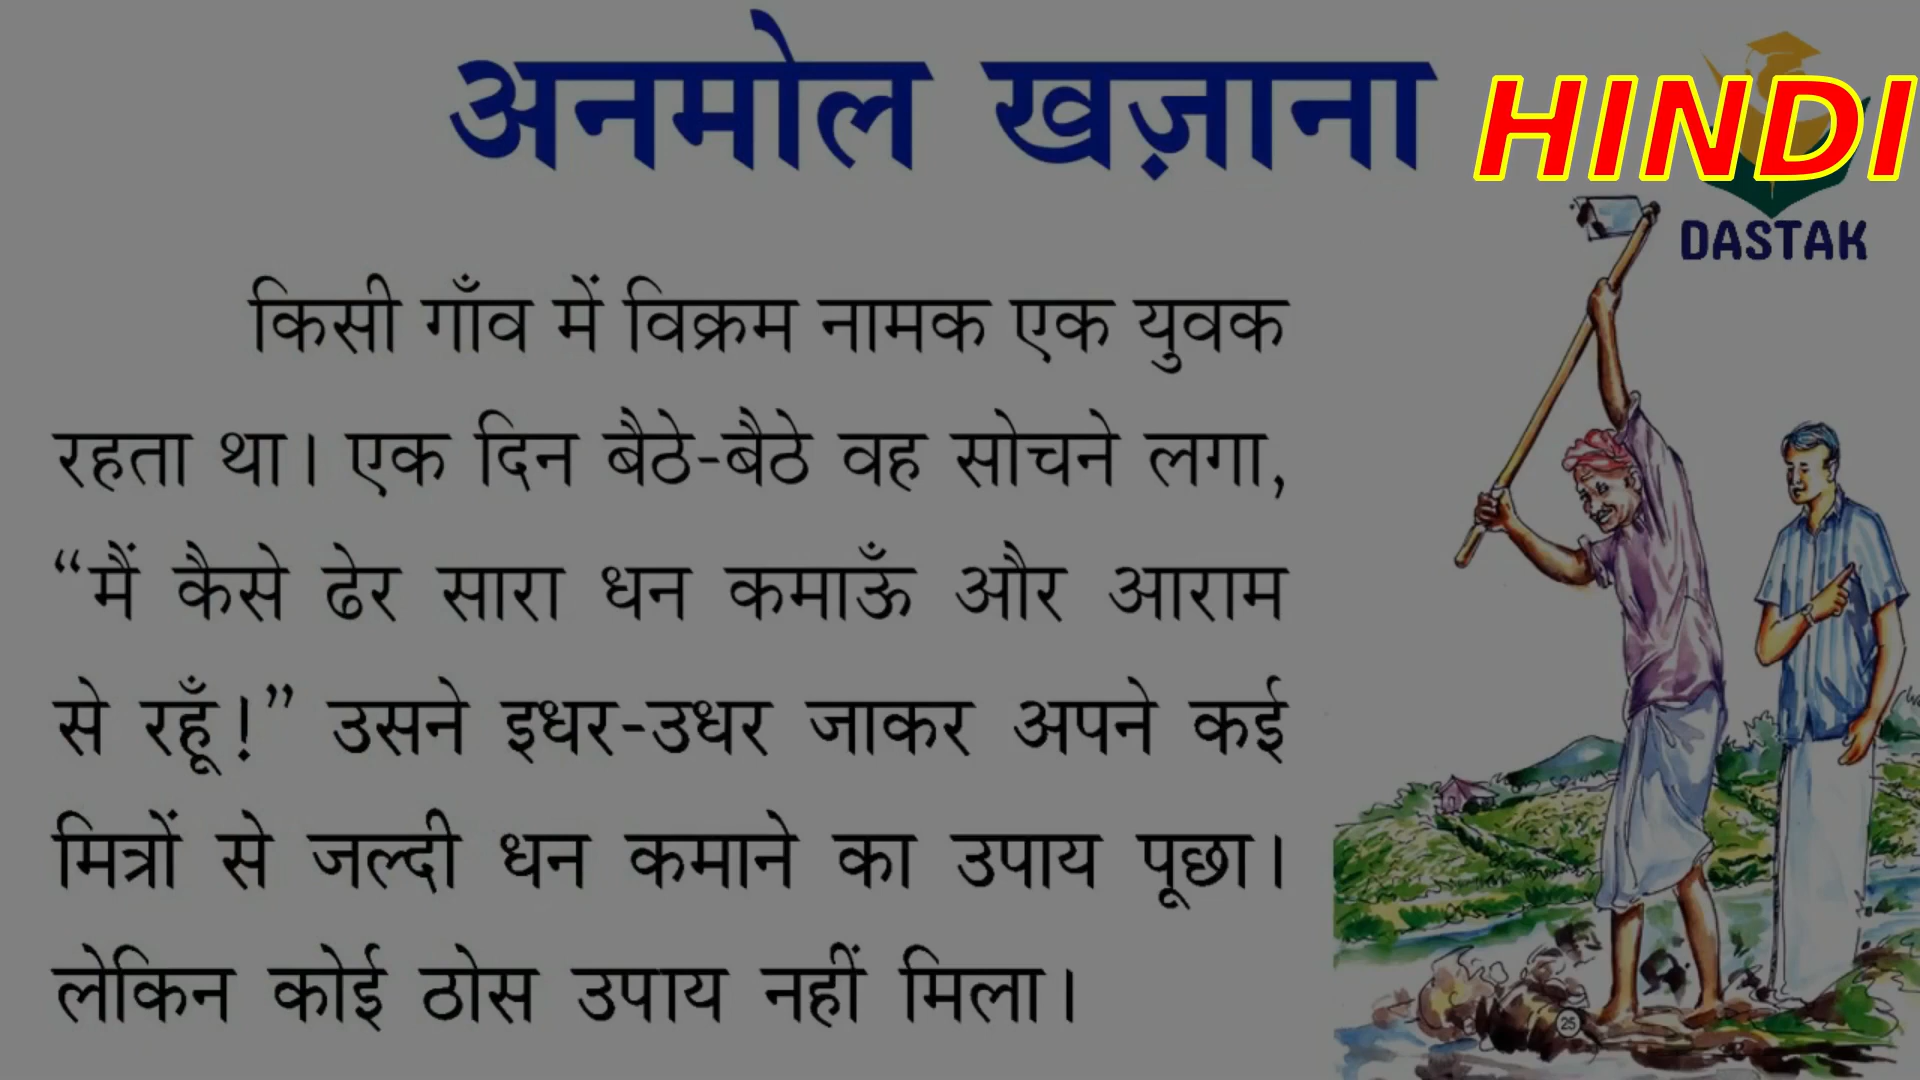 अनमोल खज़ाना
HINDI
DASTAK
किसी गाँव में विक्रम नामक एक युवक
रहता था। एक दिन बैठे-बैठे वह सोचने लगा,
“मैं कैसे ढेर सारा धन कमाऊँ और आराम
से रहूँ!” उसने इधर-उधर जाकर अपने कई
मित्रों से जल्दी धन कमाने का उपाय पूछा।
लेकिन कोई ठोस उपाय नहीं मिला।
25